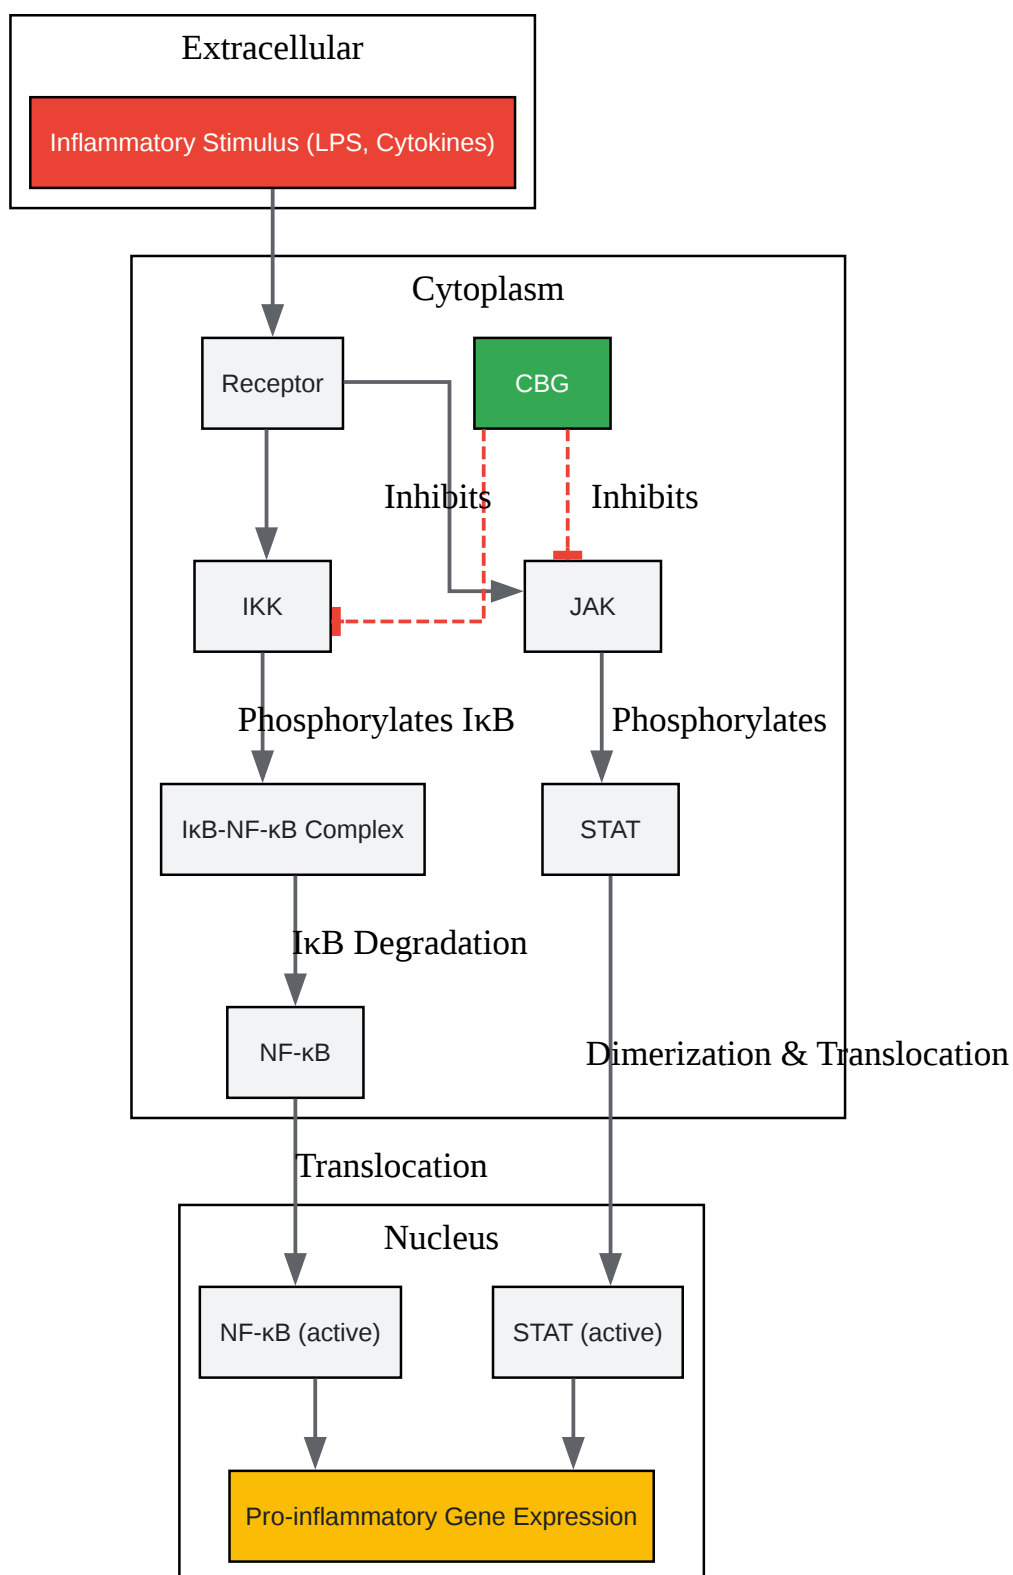 Extracellular
Inflammatory Stimulus (LPS, Cytokines)
Cytoplasm
Receptor
CBG
Inhibits
Inhibits
IKK
JAK
Phosphorylates IκB
Phosphorylates
IκB-NF-κB Complex
STAT
IκB Degradation
NF-κB
Dimerization & Translocation
Translocation
Nucleus
NF-κB (active)
STAT (active)
Pro-inflammatory Gene Expression